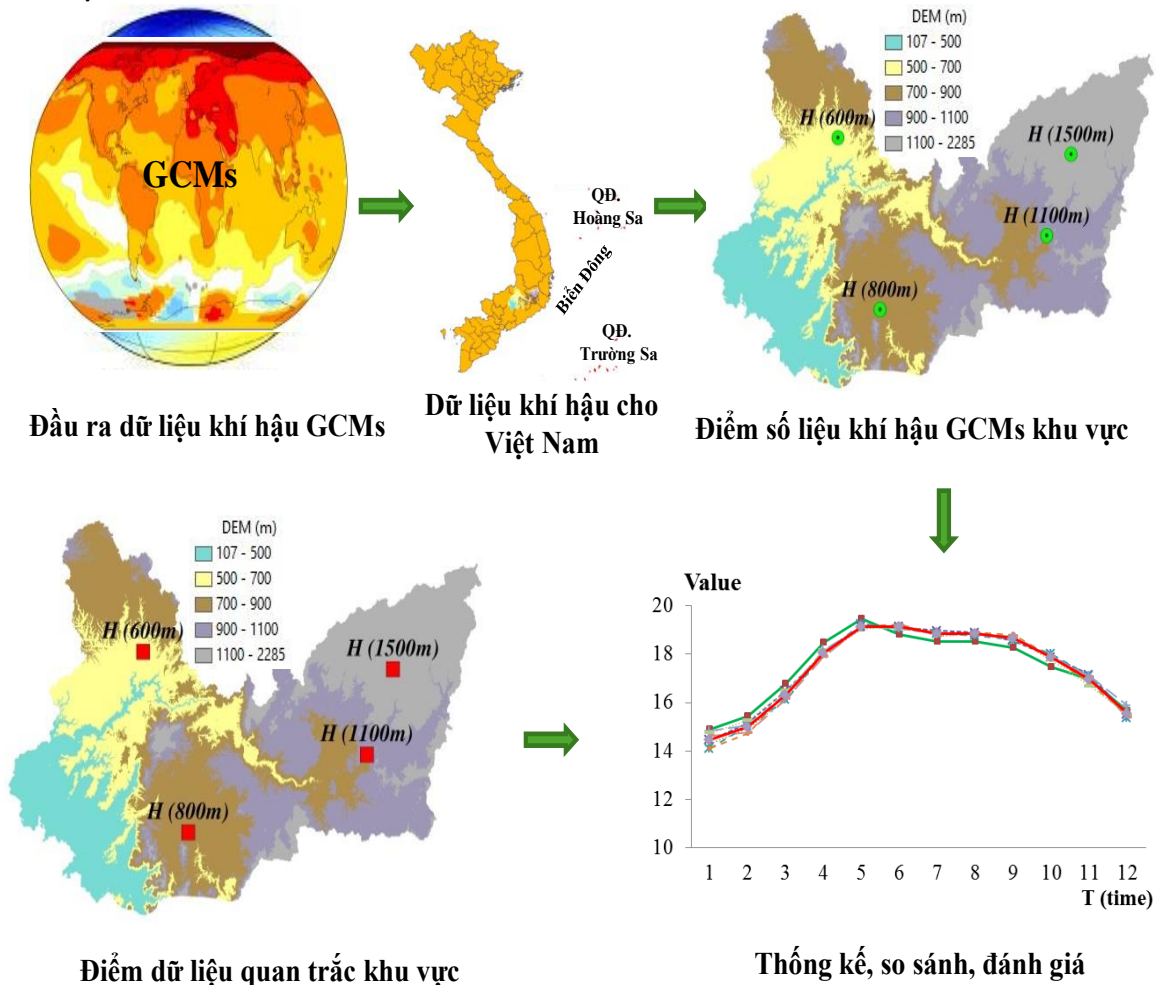 GCMs
QĐ.
Hoàng Sa
Biển Đông
QĐ.
Trường Sa
DEM (m)
107 - 500
500 - 700
700 - 900
900 - 1100
1100 - 2285
H (600m)
H (1500m)
H (1100m)
H (800m)
Đầu ra dữ liệu khí hậu GCMs
Dữ liệu khí hậu cho
Việt Nam
Điểm số liệu khí hậu GCMs khu vực
DEM (m)
107 - 500
500 - 700
700 - 900
900 - 1100
1100 - 2285
H (600m)
H (1500m)
H (1100m)
H (800m)
Value
20
18
16
14
12
10
1 2 3 4 5 6 7 8 9 10 11 12
T (time)
Điểm dữ liệu quan trắc khu vực
Thống kế, so sánh, đánh giá